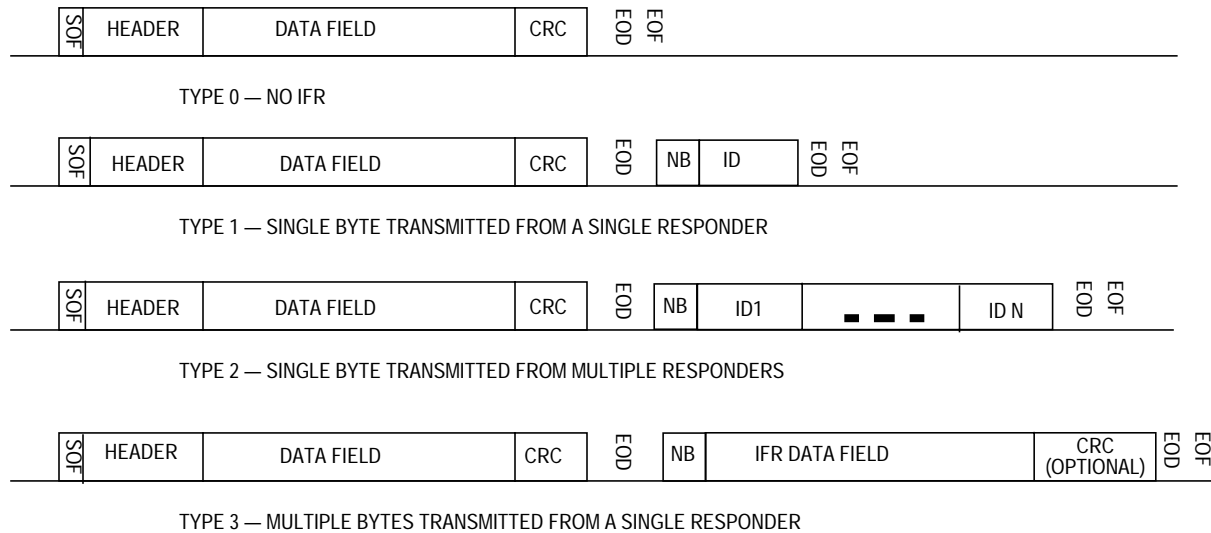 SOF HEADER DATA FIELD CRC EOD EOF
TYPE 0 — NO IFR
SOF HEADER DATA FIELD CRC EOD NB ID EOD EOF
TYPE 1 — SINGLE BYTE TRANSMITTED FROM A SINGLE RESPONDER
SOF HEADER DATA FIELD CRC EOD NB ID1 ID N EOD EOF
TYPE 2 — SINGLE BYTE TRANSMITTED FROM MULTIPLE RESPONDERS
SOF HEADER DATA FIELD CRC EOD NB IFR DATA FIELD CRC (OPTIONAL) EOD EOF
TYPE 3 — MULTIPLE BYTES TRANSMITTED FROM A SINGLE RESPONDER